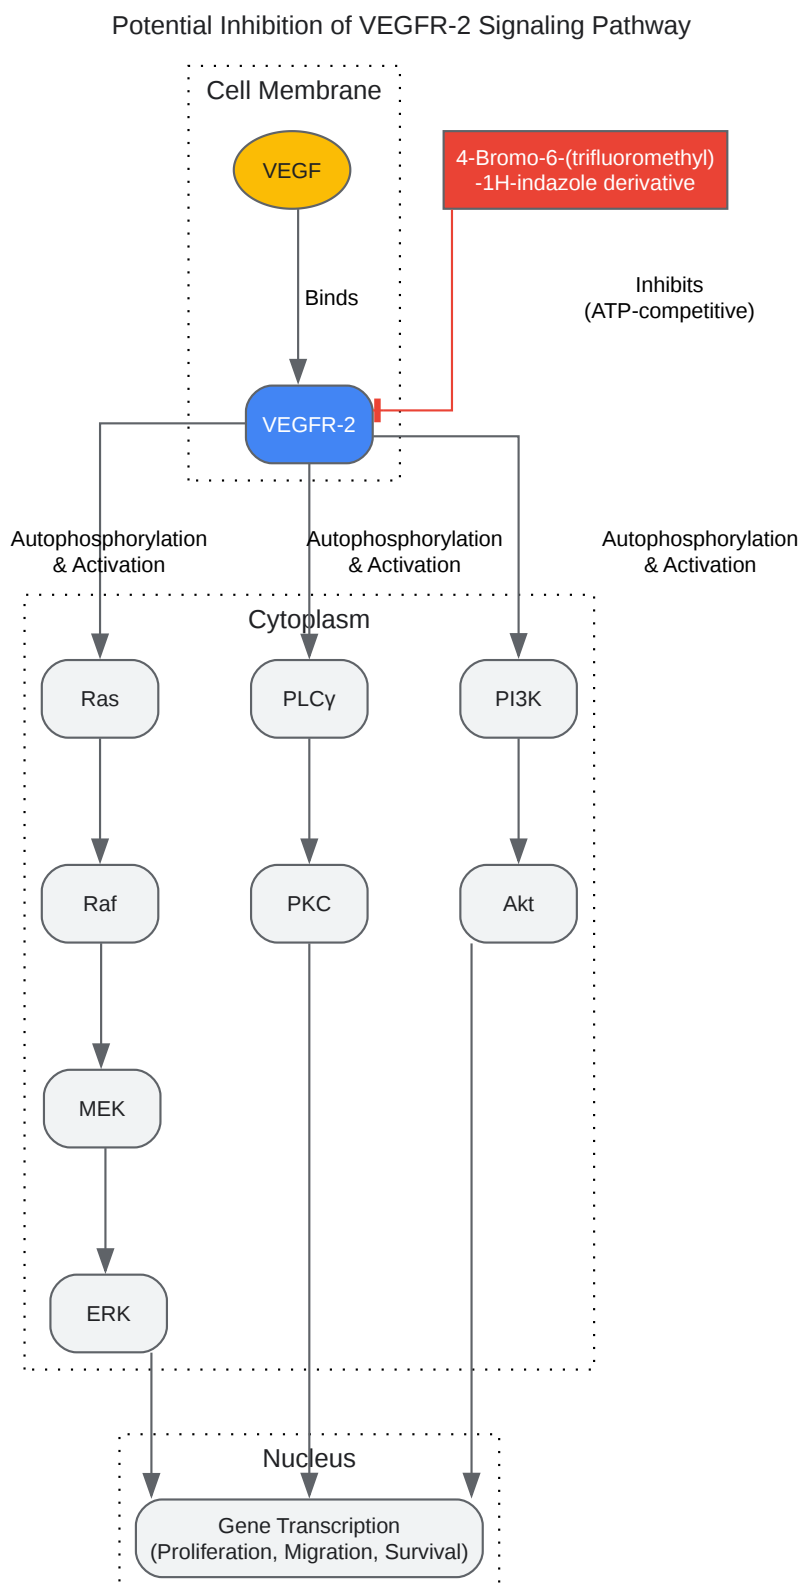 Potential Inhibition of VEGFR-2 Signaling Pathway
Cell Membrane
VEGF
4-Bromo-6-(trifluoromethyl)
-1H-indazole derivative
Binds
Inhibits
(ATP-competitive)
VEGFR-2
Autophosphorylation
& Activation
Autophosphorylation
& Activation
Autophosphorylation
& Activation
Cytoplasm
Ras
PLCγ
PI3K
Raf
PKC
Akt
MEK
ERK
Nucleus
Gene Transcription
(Proliferation, Migration, Survival)